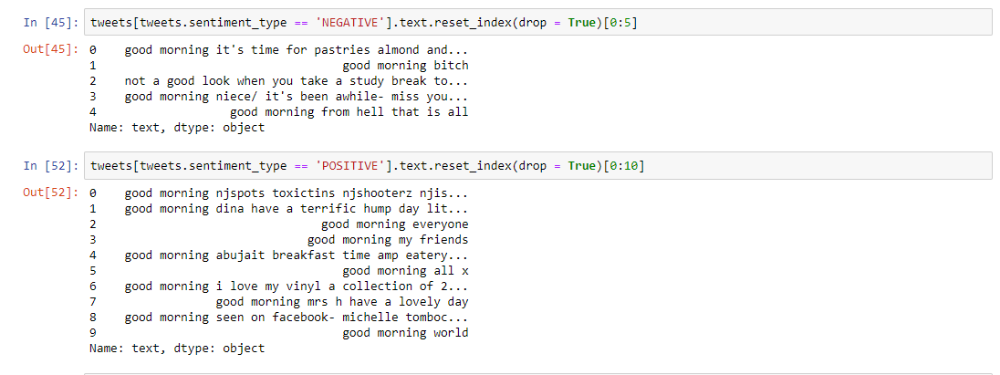 In [45]: tweets[tweets.sentiment_type == 'NEGATIVE'].text.reset_index(drop = True)[0:5]
Out[45]: 0 good morning it's time for pastries almond and...
1 good morning bitch
2 not a good look when you take a study break to...
3 good morning niece/ it's been awhile- miss you...
4 good morning from hell that is all
Name: text, dtype: object
In [52]: tweets[tweets.sentiment_type == 'POSITIVE'].text.reset_index(drop = True)[0:10]
Out[52]: 0 good morning njspots toxictins njshooterz njis...
1 good morning dina have a terrific hump day lit...
2 good morning everyone
3 good morning my friends
4 good morning abujait breakfast time amp eatery...
5 good morning all x
6 good morning i love my vinyl a collection of 2...
7 good morning mrs h have a lovely day
8 good morning seen on facebook- michelle tomboc...
9 good morning world
Name: text, dtype: object